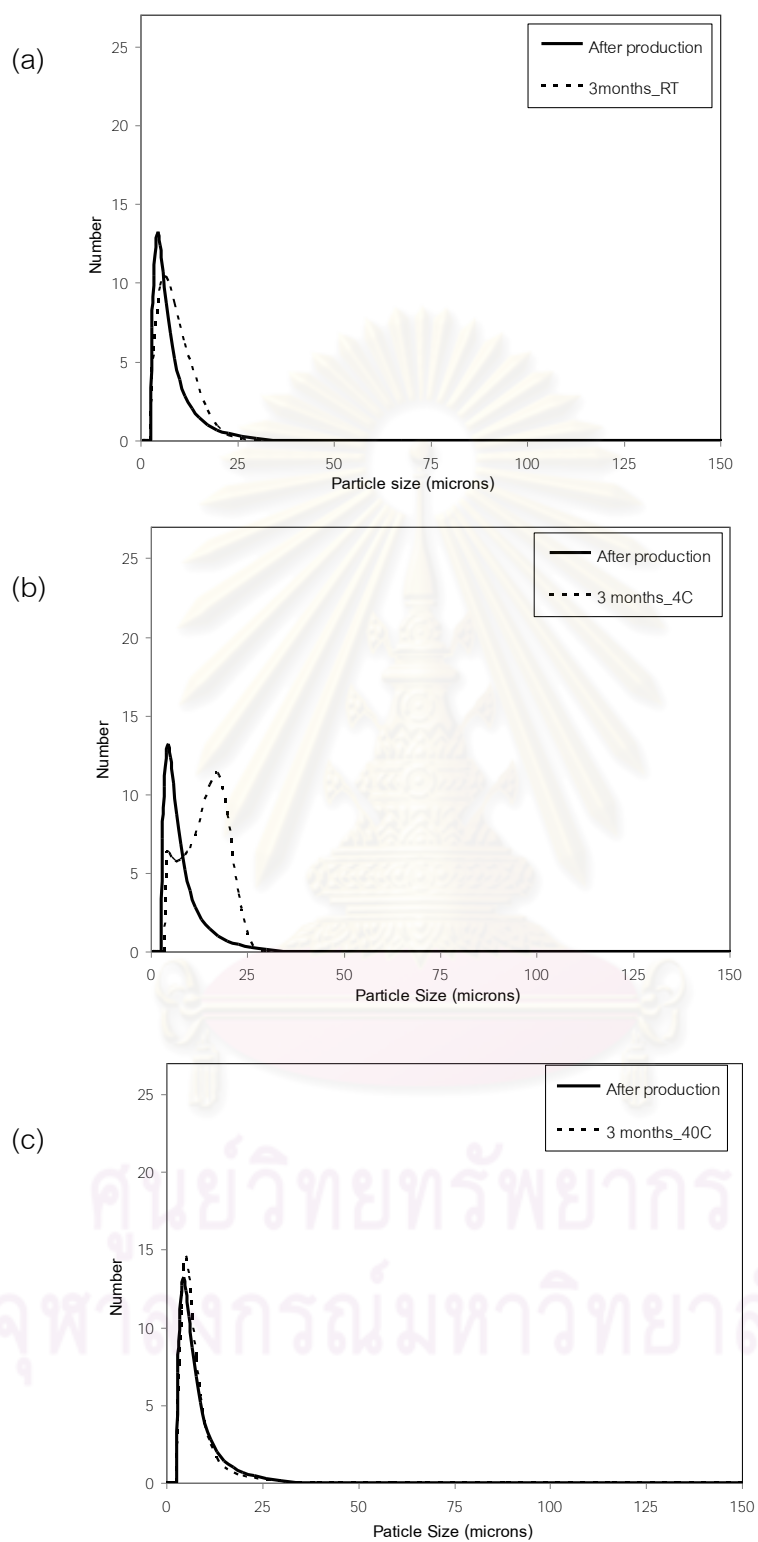 (a)
25
20
15
10
5
0
Number
After production
3months_RT
0 25 50 75 100 125 150
Particle size (microns)
(b)
25
20
15
10
5
0
Number
After production
3 months_4C
0 25 50 75 100 125 150
Particle Size (microns)
(c)
25
20
15
10
5
0
Number
After production
3 months_40C
0 25 50 75 100 125 150
Paticle Size (microns)
ศูนย์วิทยทรัพยากร
จุฬาลงกรณ์มหาวิทยาลั